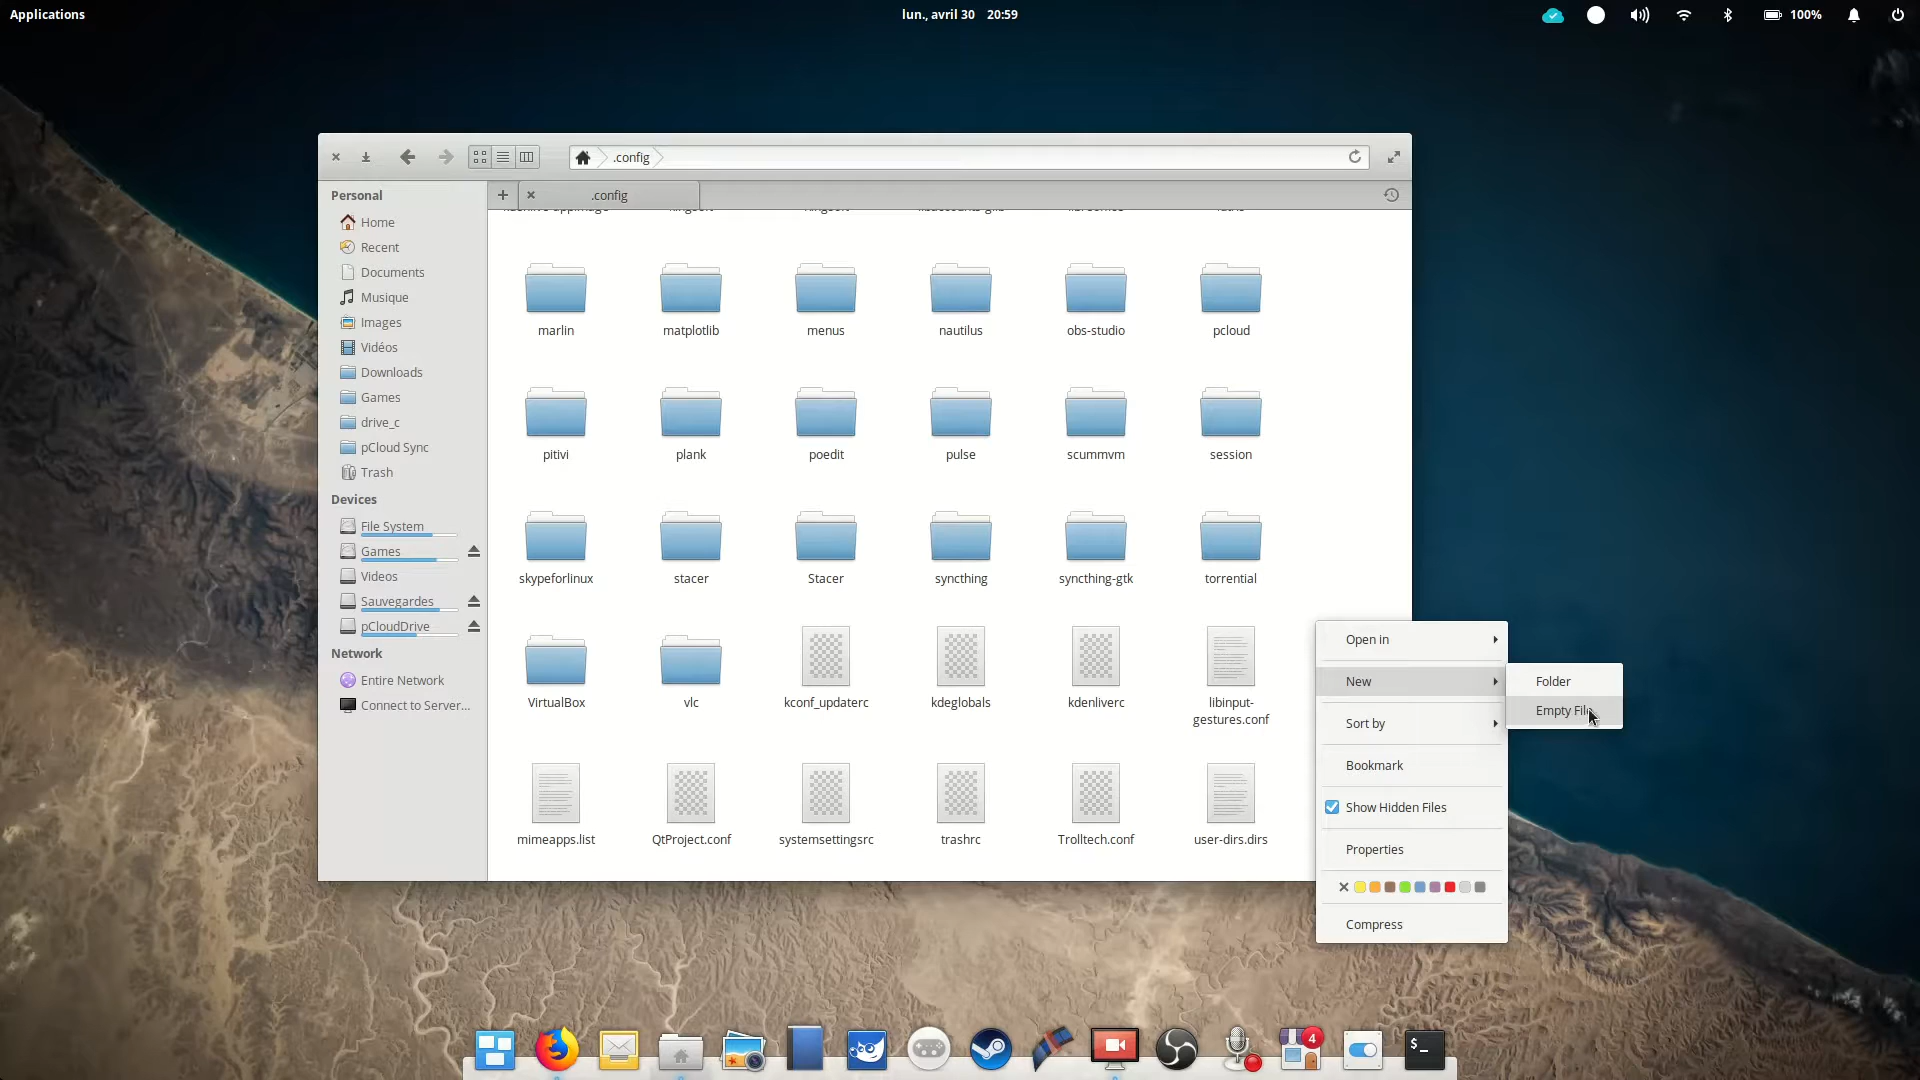 Applications
lun., avril 30 20:59
100%
.config
.config
Personal
Home
Recent
Documents
Musique
Images
Vidéos
Downloads
Games
drive_c
pCloud Sync
Trash
Devices
File System
Games
Videos
Sauvegardes
pCloudDrive
Network
Entire Network
Connect to Server...
marlin
matplotlib
menus
nautilus
obs-studio
pcloud
pitivi
plank
poedit
pulse
scummvm
session
skypeforlinux
stacer
Stacer
syncthing
syncthing-gtk
torrential
VirtualBox
vlc
kconf_updaterc
kdeglobals
kdenliverc
libinput-
gestures.conf
mimeapps.list
QtProject.conf
systemsettingsrc
trashrc
Trolltech.conf
user-dirs.dirs
Open in
New
Sort by
Bookmark
Show Hidden Files
Properties
Compress
Folder
Empty File
4
$_